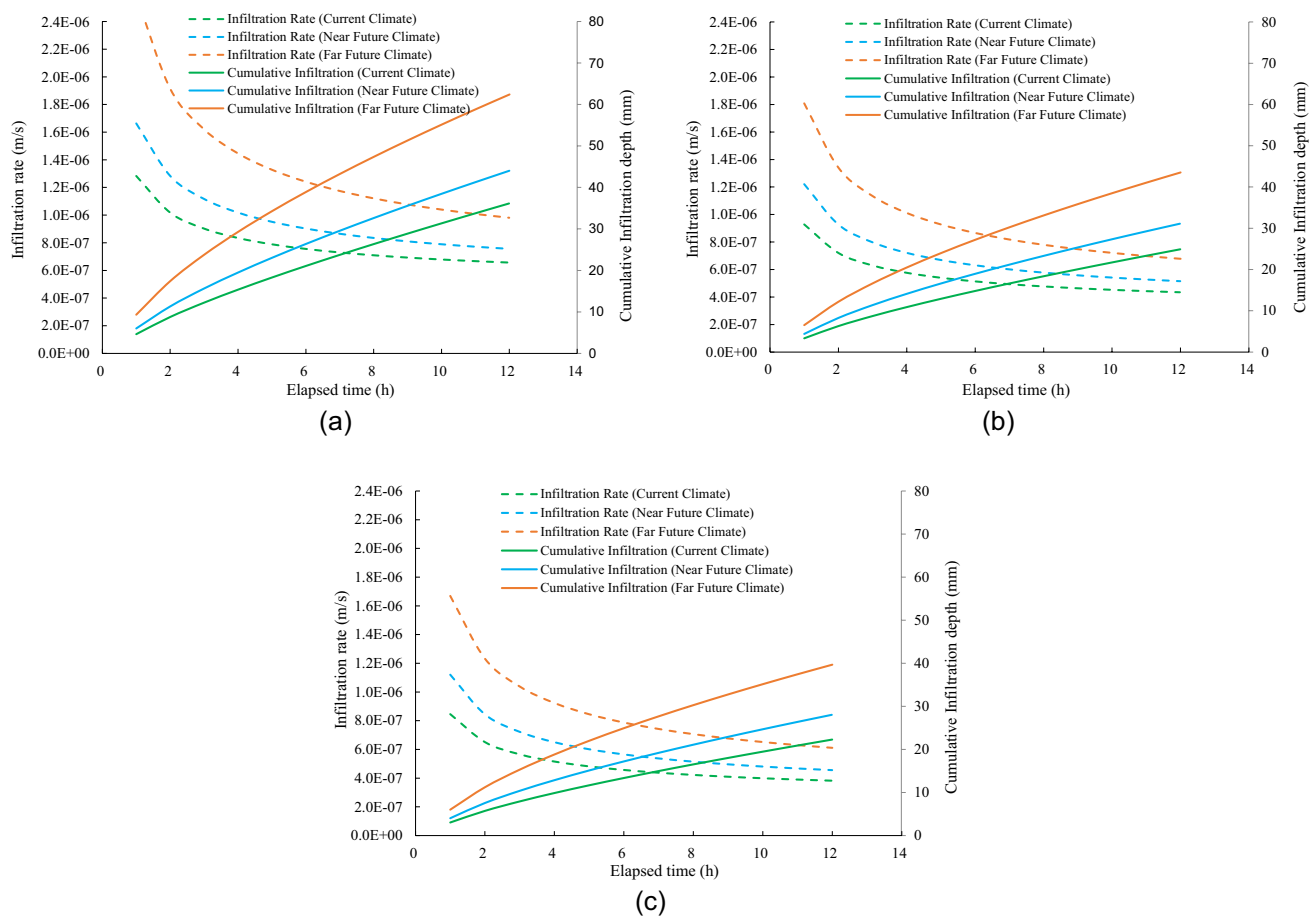 Infiltration Rate (Current Climate)
Infiltration Rate (Near Future Climate)
Infiltration Rate (Far Future Climate)
Cumulative Infiltration (Current Climate)
Cumulative Infiltration (Near Future Climate)
Cumulative Infiltration (Far Future Climate)
2.4E-06
2.2E-06
2.0E-06
1.8E-06
1.6E-06
1.4E-06
1.2E-06
1.0E-06
8.0E-07
6.0E-07
4.0E-07
2.0E-07
0.0E+00
Infiltration rate (m/s)
80
70
60
50
40
30
20
10
0
Cumulative Infiltration depth (mm)
0 2 4 6 8 10 12 14
Elapsed time (h)
(a)
Infiltration Rate (Current Climate)
Infiltration Rate (Near Future Climate)
Infiltration Rate (Far Future Climate)
Cumulative Infiltration (Current Climate)
Cumulative Infiltration (Near Future Climate)
Cumulative Infiltration (Far Future Climate)
2.4E-06
2.2E-06
2.0E-06
1.8E-06
1.6E-06
1.4E-06
1.2E-06
1.0E-06
8.0E-07
6.0E-07
4.0E-07
2.0E-07
0.0E+00
Infiltration rate (m/s)
80
70
60
50
40
30
20
10
0
Cumulative Infiltration depth (mm)
0 2 4 6 8 10 12 14
Elapsed time (h)
(b)
Infiltration Rate (Current Climate)
Infiltration Rate (Near Future Climate)
Infiltration Rate (Far Future Climate)
Cumulative Infiltration (Current Climate)
Cumulative Infiltration (Near Future Climate)
Cumulative Infiltration (Far Future Climate)
2.4E-06
2.2E-06
2.0E-06
1.8E-06
1.6E-06
1.4E-06
1.2E-06
1.0E-06
8.0E-07
6.0E-07
4.0E-07
2.0E-07
0.0E+00
Infiltration rate (m/s)
80
70
60
50
40
30
20
10
0
Cumulative Infiltration depth (mm)
0 2 4 6 8 10 12 14
Elapsed time (h)
(c)